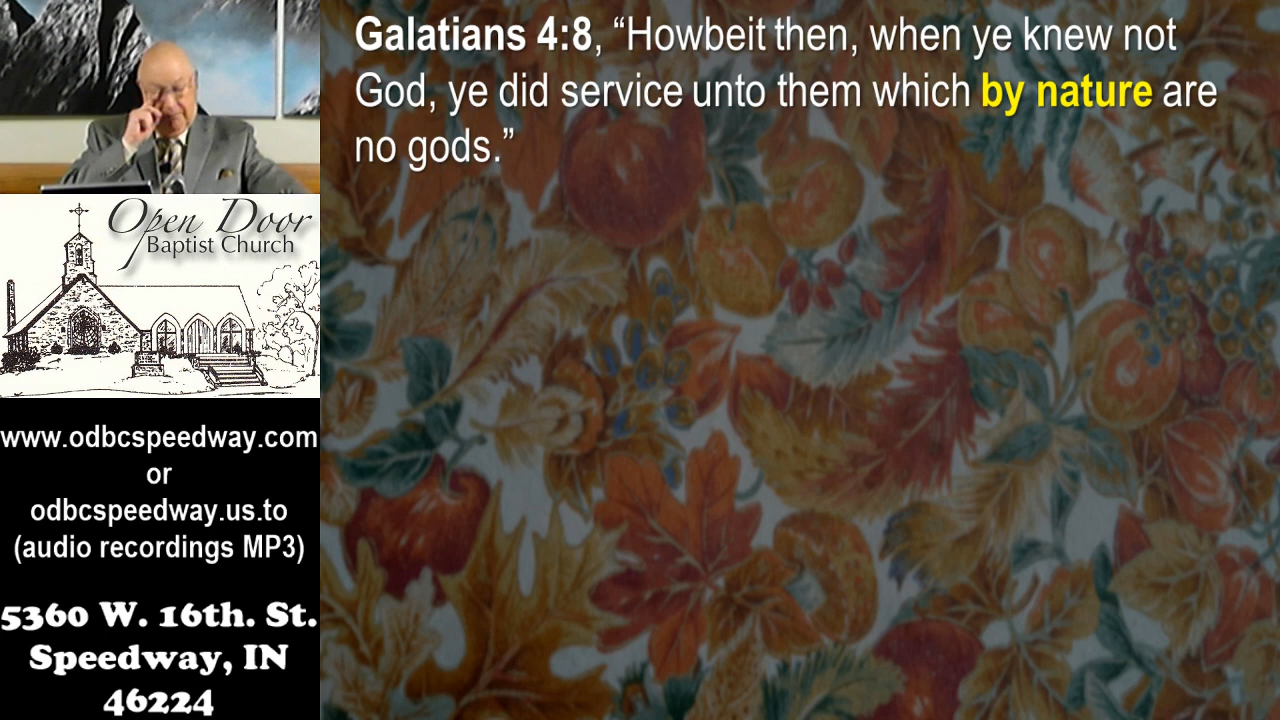 Galatians 4:8, “Howbeit then, when ye knew not
God, ye did service unto them which by nature are
no gods.”
Open Door
Baptist Church
www.odbcspeedway.com
or
odbcspeedway.us.to
(audio recordings MP3)
5360 W. 16th. St.
Speedway, IN
46224